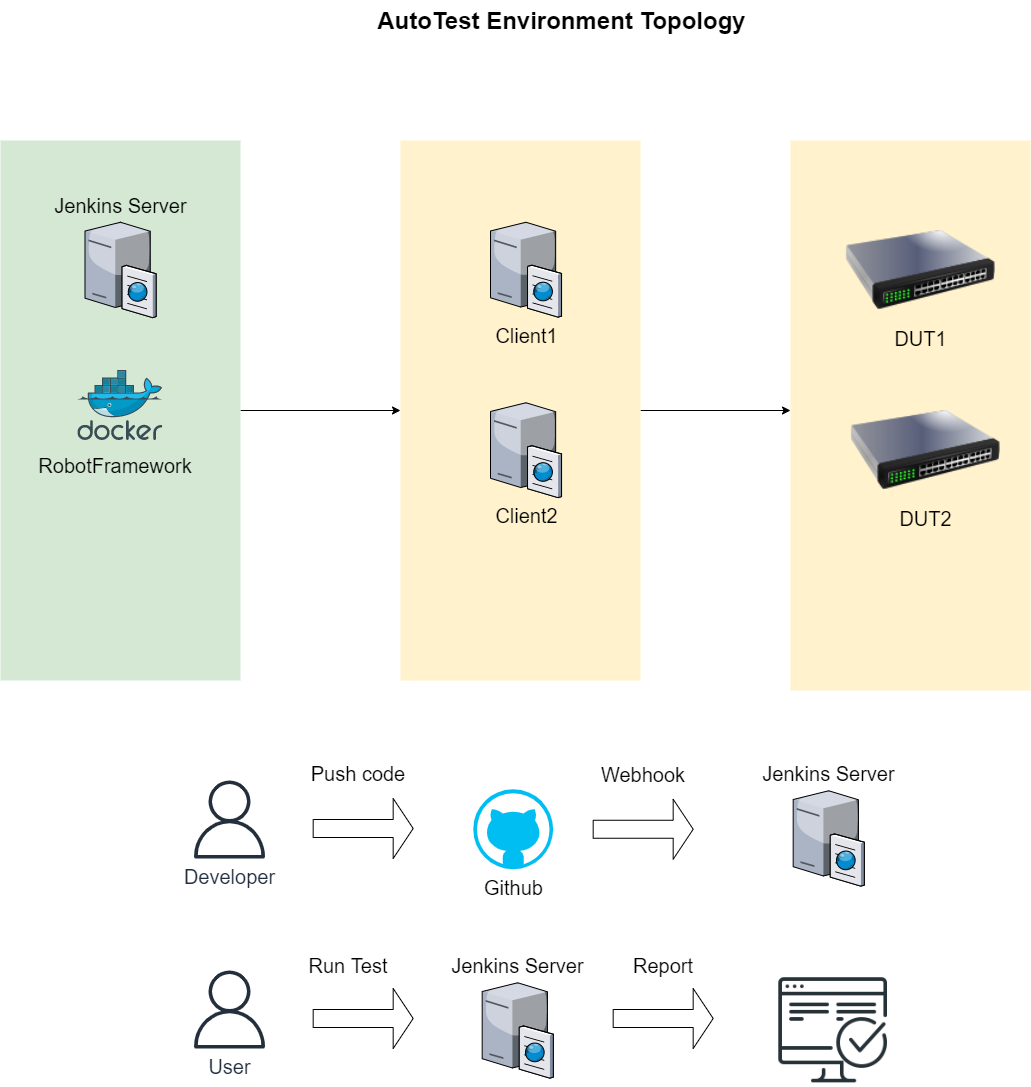 AutoTest Environment Topology
Jenkins Server
docker
RobotFramework
Client1
Client2
DUT1
DUT2
Push code
Webhook
Jenkins Server
Developer
Github
Run Test
Jenkins Server
Report
User